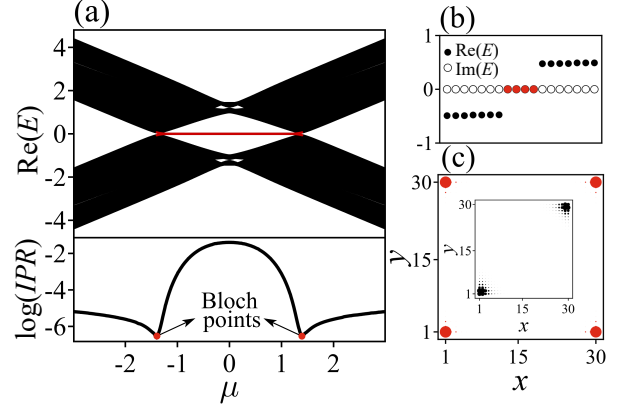 (a)
4
2
0
-2
-4
Re(E)
-2
-4
-6
log(IPR)
Bloch
points
-2
-1
0
1
2
μ
(b)
1
0
-1
Re(E)
Im(E)
(c)
30
15
1
y
1
15
30
x
30
15
1
y
1
15
30
x